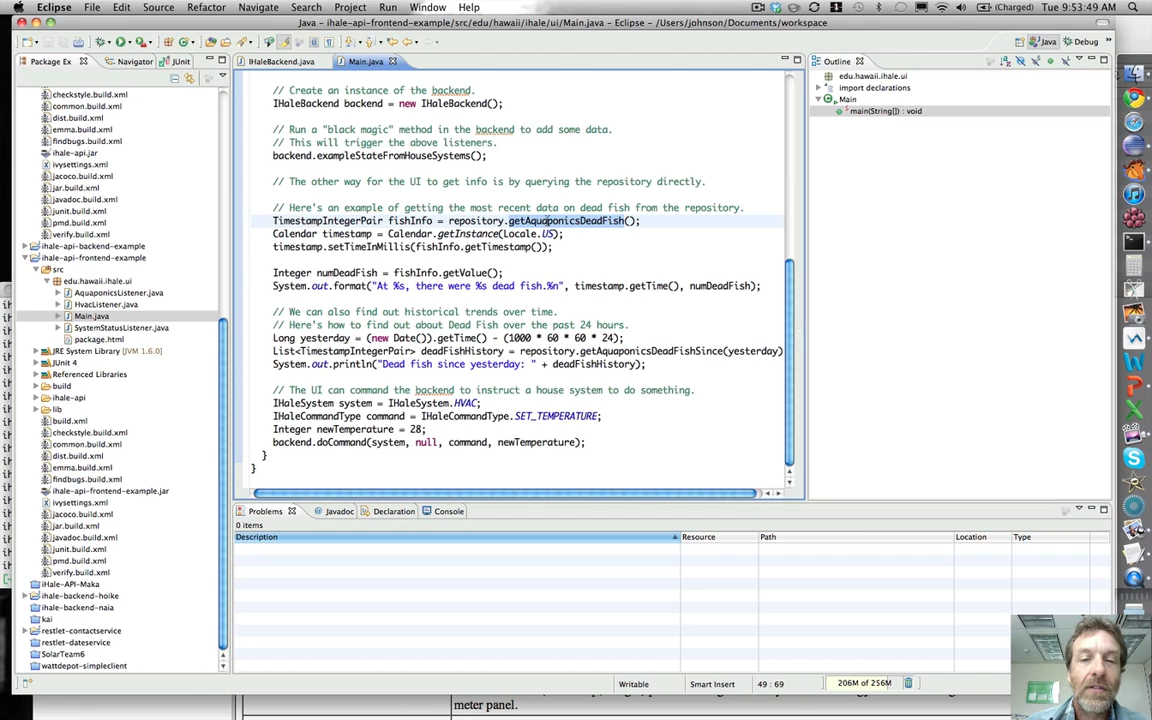 Eclipse File Edit Source Refactor Navigate Search Project Run Window Help
(Charged) Tue 9:53:49 AM
Java - ihale-api-frontend-example/src/edu/hawaii/ihale/ui/Main.java - Eclipse - /Users/johnson/Documents/workspace
Java Debug
Package Ex Navigator JUnit
IHaleBackend.java Main.java
Outline
checkstyle.build.xml
common.build.xml
dist.build.xml
emma.build.xml
findbugs.build.xml
ihale-api.jar
ivysettings.xml
jacoco.build.xml
jar.build.xml
javadoc.build.xml
junit.build.xml
pmd.build.xml
verify.build.xml
ihale-api-backend-example
ihale-api-frontend-example
src
edu.hawaii.ihale.ui
AquaponicsListener.java
HvacListener.java
Main.java
SystemStatusListener.java
package.html
JRE System Library [JVM 1.6.0]
JUnit 4
Referenced Libraries
build
ihale-api
lib
build.xml
checkstyle.build.xml
common.build.xml
dist.build.xml
emma.build.xml
findbugs.build.xml
ihale-api-frontend-example.jar
ivysettings.xml
jacoco.build.xml
jar.build.xml
javadoc.build.xml
junit.build.xml
pmd.build.xml
verify.build.xml
iHale-API-Maka
ihale-backend-hoike
ihale-backend-naia
kai
restlet-contactservice
restlet-dateservice
SolarTeam6
wattdepot-simpleclient
// Create an instance of the backend.
IHaleBackend backend = new IHaleBackend();
// Run a "black magic" method in the backend to add some data.
// This will trigger the above listeners.
backend.exampleStateFromHouseSystems();
// The other way for the UI to get info is by querying the repository directly.
// Here's an example of getting the most recent data on dead fish from the repository.
TimestampIntegerPair fishInfo = repository.getAquaponicsDeadFish();
Calendar timestamp = Calendar.getInstance(Locale.US);
timestamp.setTimeInMillis(fishInfo.getTimestamp());
Integer numDeadFish = fishInfo.getValue();
System.out.format("At %s, there were %s dead fish.%n", timestamp.getTime(), numDeadFish);
// We can also find out historical trends over time.
// Here's how to find out about Dead Fish over the past 24 hours.
Long yesterday = (new Date()).getTime() - (1000 * 60 * 60 * 24);
List<TimestampIntegerPair> deadFishHistory = repository.getAquaponicsDeadFishSince(yesterday)
System.out.println("Dead fish since yesterday: " + deadFishHistory);
// The UI can command the backend to instruct a house system to do something.
IHaleSystem system = IHaleSystem.HVAC;
IHaleCommandType command = IHaleCommandType.SET_TEMPERATURE;
Integer newTemperature = 28;
backend.doCommand(system, null, command, newTemperature);
}
}
edu.hawaii.ihale.ui
import declarations
Main
main(String[]) : void
Problems Javadoc Declaration Console
0 items
Description Resource Path Location Type
Writable Smart Insert 49 : 69 206M of 256M
meter panel.